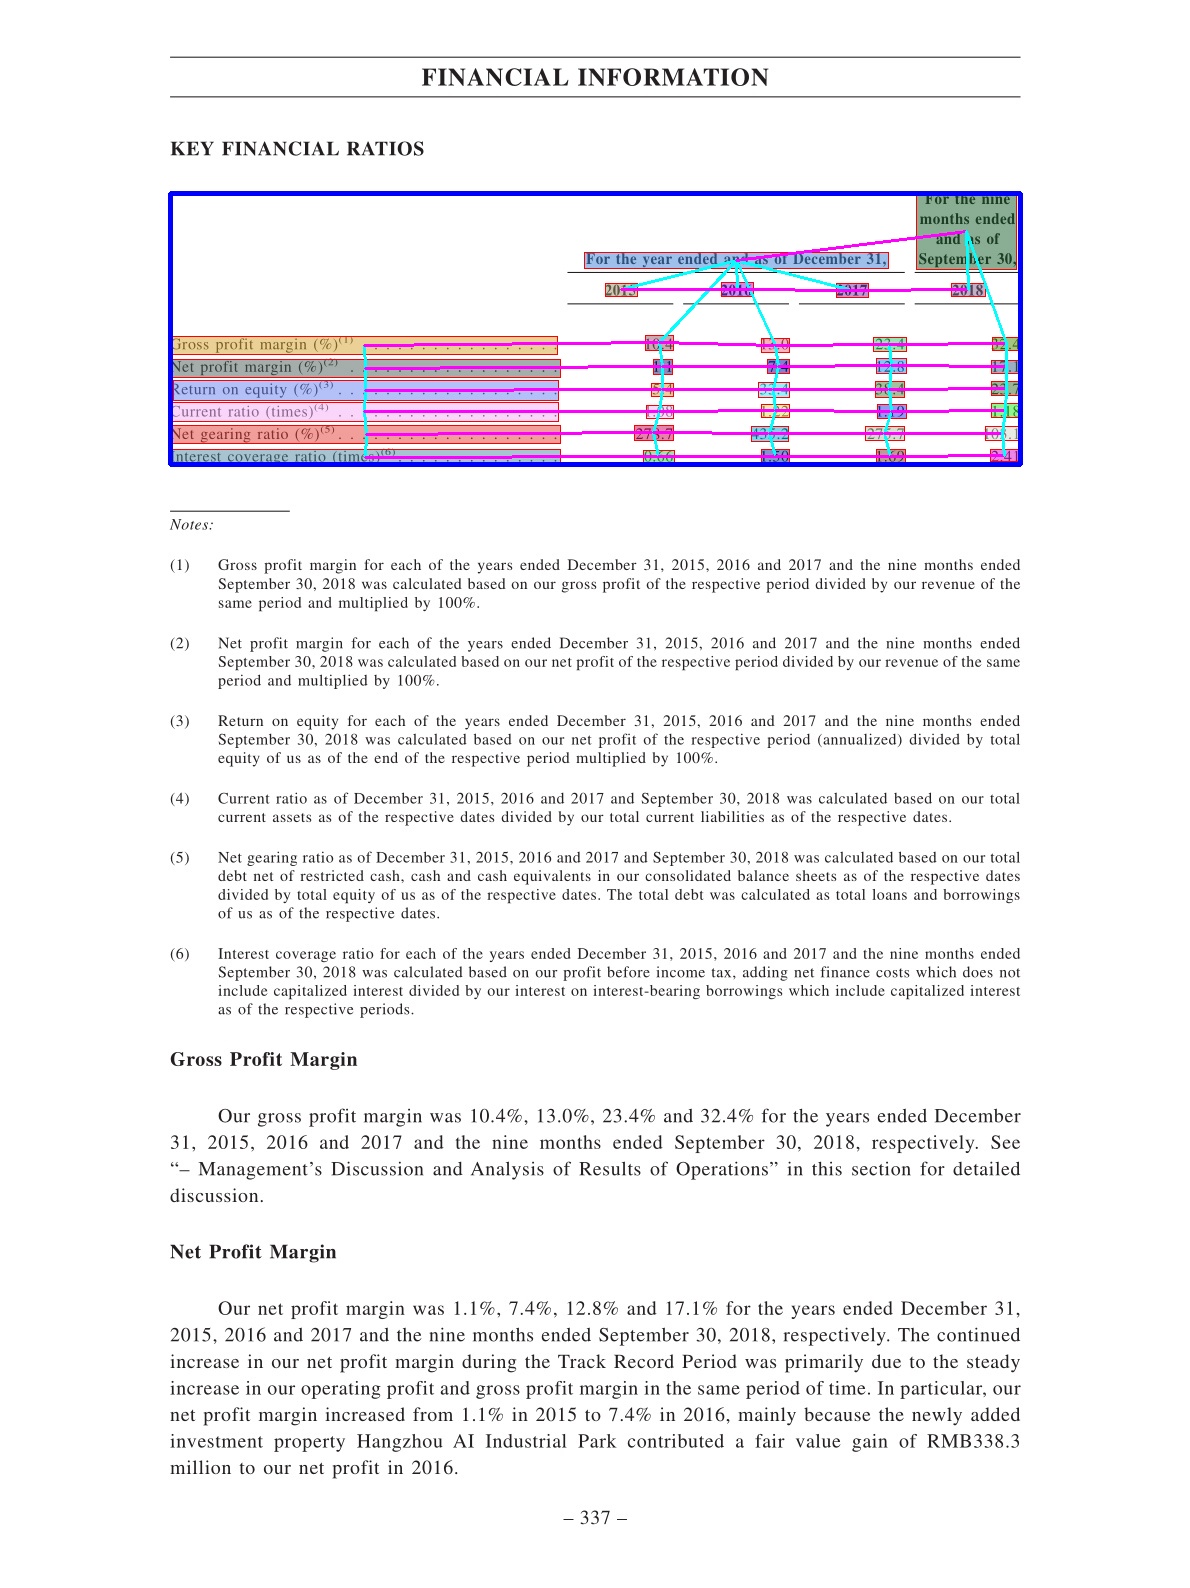 FINANCIAL INFORMATION
KEY FINANCIAL RATIOS
For the nine
months ended
and as of
For the year ended and as of December 31, September 30,
2015 2016 2017 2018
Gross profit margin (%)(1) . . . . . . . . . . . . . . . . 10.4 13.0 23.4 32.4
Net profit margin (%)(2) . . . . . . . . . . . . . . . . . 1.1 7.4 12.8 17.1
Return on equity (%)(3) . . . . . . . . . . . . . . . . . . 38.4
Current ratio (times)(4) . . . . . . . . . . . . . . . . . . 1.22 1.19 1.18
Net gearing ratio (%)(5) . . . . . . . . . . . . . . . . . .
Interest coverage ratio (times)(6) . . . . . . . . . . . . . 1.50 1.69 2.41
Notes:
(1) Gross profit margin for each of the years ended December 31, 2015, 2016 and 2017 and the nine months ended
September 30, 2018 was calculated based on our gross profit of the respective period divided by our revenue of the
same period and multiplied by 100%.
(2) Net profit margin for each of the years ended December 31, 2015, 2016 and 2017 and the nine months ended
September 30, 2018 was calculated based on our net profit of the respective period divided by our revenue of the same
period and multiplied by 100%.
(3) Return on equity for each of the years ended December 31, 2015, 2016 and 2017 and the nine months ended
September 30, 2018 was calculated based on our net profit of the respective period (annualized) divided by total
equity of us as of the end of the respective period multiplied by 100%.
(4) Current ratio as of December 31, 2015, 2016 and 2017 and September 30, 2018 was calculated based on our total
current assets as of the respective dates divided by our total current liabilities as of the respective dates.
(5) Net gearing ratio as of December 31, 2015, 2016 and 2017 and September 30, 2018 was calculated based on our total
debt net of restricted cash, cash and cash equivalents in our consolidated balance sheets as of the respective dates
divided by total equity of us as of the respective dates. The total debt was calculated as total loans and borrowings
of us as of the respective dates.
(6) Interest coverage ratio for each of the years ended December 31, 2015, 2016 and 2017 and the nine months ended
September 30, 2018 was calculated based on our profit before income tax, adding net finance costs which does not
include capitalized interest divided by our interest on interest-bearing borrowings which include capitalized interest
as of the respective periods.
Gross Profit Margin
Our gross profit margin was 10.4%, 13.0%, 23.4% and 32.4% for the years ended December
31, 2015, 2016 and 2017 and the nine months ended September 30, 2018, respectively. See
“– Management’s Discussion and Analysis of Results of Operations” in this section for detailed
discussion.
Net Profit Margin
Our net profit margin was 1.1%, 7.4%, 12.8% and 17.1% for the years ended December 31,
2015, 2016 and 2017 and the nine months ended September 30, 2018, respectively. The continued
increase in our net profit margin during the Track Record Period was primarily due to the steady
increase in our operating profit and gross profit margin in the same period of time. In particular, our
net profit margin increased from 1.1% in 2015 to 7.4% in 2016, mainly because the newly added
investment property Hangzhou AI Industrial Park contributed a fair value gain of RMB338.3
million to our net profit in 2016.
– 337 –